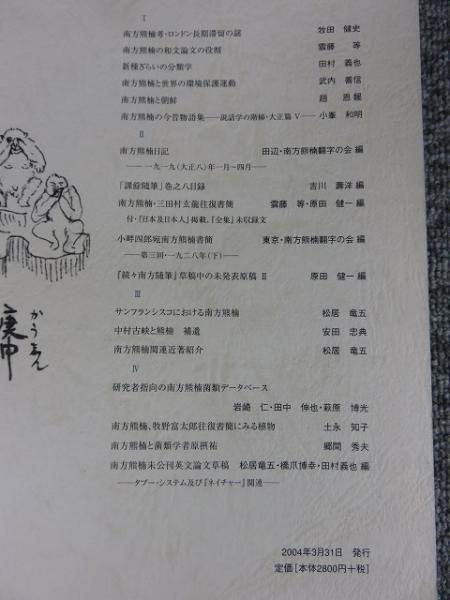 I
南方熊楠考・ロンドン長期滞留の謎 牧田 健史
南方熊楠の和文論文の役割 雲藤 等
新種ぎらいの分類学 田村 義也
南方熊楠と世界の環境保護運動 武内 善信
南方熊楠と朝鮮 趙 恩馤
南方熊楠の今昔物語集——説話学の階梯・大正篇 V—— 小峯 和明
II
南方熊楠日記 田辺・南方熊楠翻字の会 編
——一九一九（大正八）年一月～四月——
「課餘随筆」巻之八目録 吉川 壽洋 編
南方熊楠・三田村玄龍往復書簡 雲藤 等・原田 健一 編
付・『日本及日本人』掲載、『全集』未収録文
小畔四郎宛南方熊楠書簡 東京・南方熊楠翻字の会 編
——第三回・一九二八年（下）——
『続々南方随筆』草稿中の未発表原稿 II 原田 健一 編
III
サンフランシスコにおける南方熊楠 松居 竜五
中村古峡と熊楠 補遺 安田 忠典
南方熊楠関連近著紹介 松居 竜五
IV
研究者指向の南方熊楠菌類データベース
岩崎 仁・田中 伸也・萩原 博光
南方熊楠、牧野富太郎往復書簡にみる植物 土永 知子
南方熊楠と菌類学者原摂祐 郷間 秀夫
南方熊楠未公刊英文論文草稿 松居竜五・橋爪博幸・田村義也 編
——タブー・システム及び『ネイチャー』関連——
2004年3月31日 発行
定価［本体2800円＋税］
かうしん
庚申